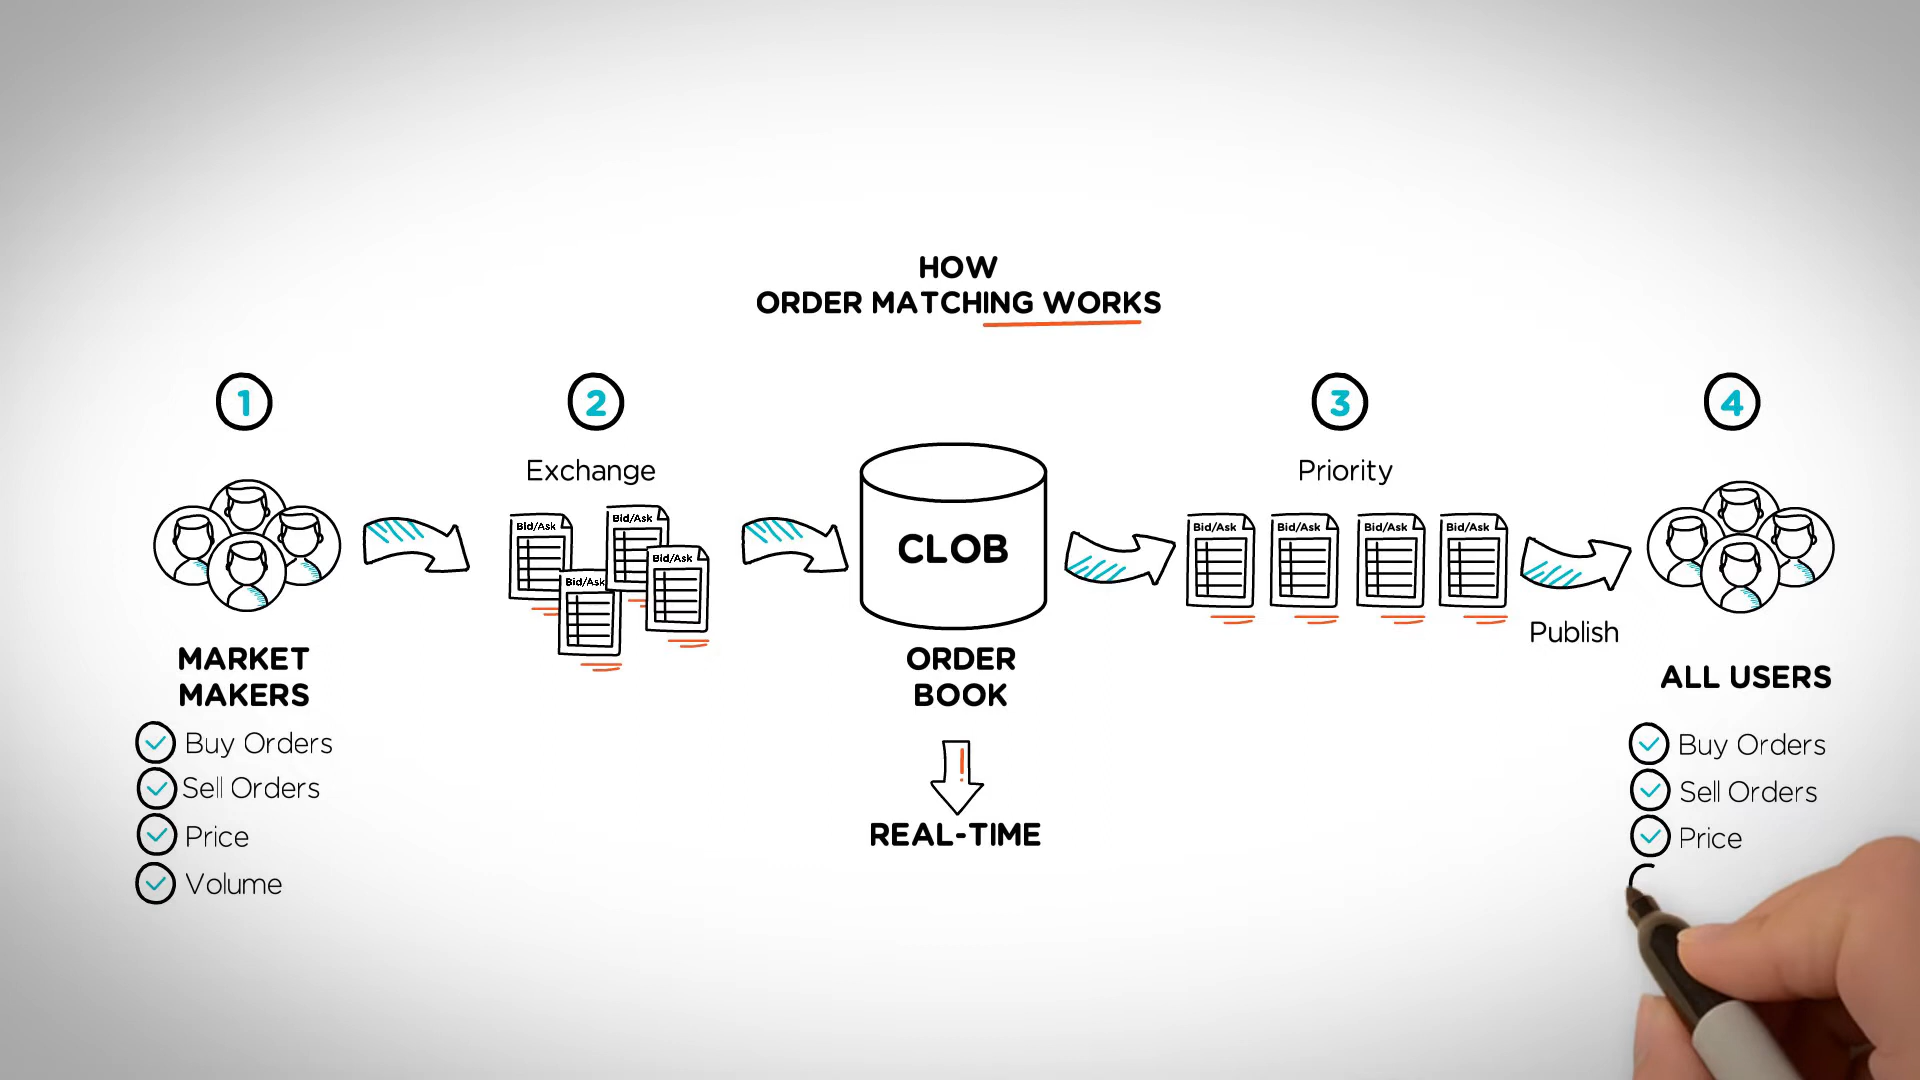 HOW
ORDER MATCHING WORKS
1
MARKET
MAKERS
Buy Orders
Sell Orders
Price
Volume
2
Exchange
Bid/Ask
Bid/Ask
Bid/Ask
Bid/Ask
CLOB
ORDER
BOOK
REAL-TIME
3
Priority
Bid/Ask
Bid/Ask
Bid/Ask
Bid/Ask
Publish
4
ALL USERS
Buy Orders
Sell Orders
Price